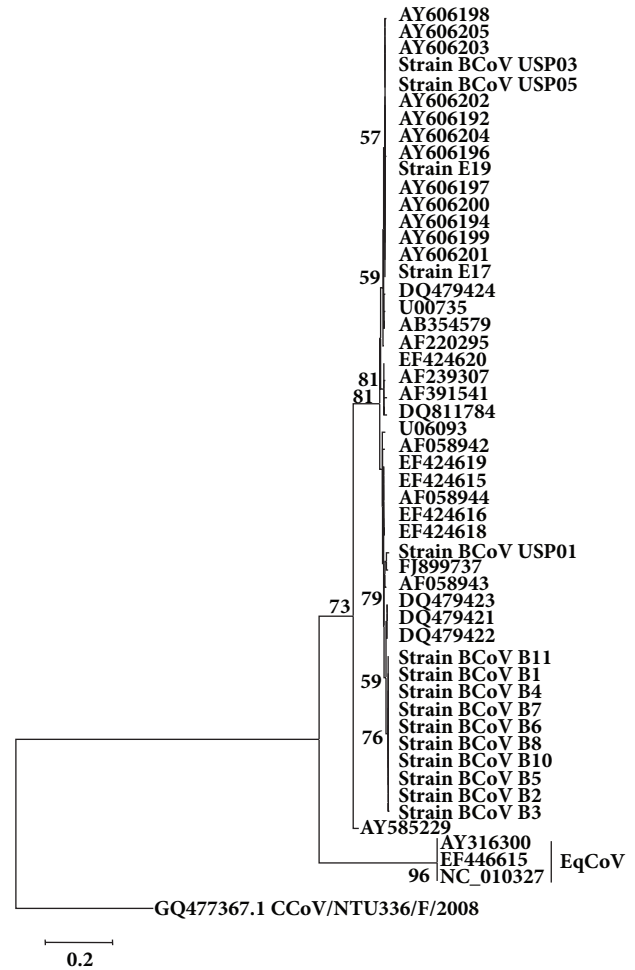 AY606198
AY606205
AY606203
Strain BCoV USP03
Strain BCoV USP05
AY606202
AY606192
57
AY606204
AY606196
Strain E19
AY606197
AY606200
AY606194
AY606199
AY606201
59
Strain E17
DQ479424
U00735
AB354579
AF220295
EF424620
81
AF239307
81
AF391541
DQ811784
U06093
AF058942
EF424619
EF424615
AF058944
EF424616
EF424618
Strain BCoV USP01
FJ899737
AF058943
79
DQ479423
73
DQ479421
DQ479422
Strain BCoV B11
Strain BCoV B1
59
Strain BCoV B4
Strain BCoV B7
Strain BCoV B6
76
Strain BCoV B8
Strain BCoV B10
Strain BCoV B5
Strain BCoV B2
Strain BCoV B3
AY585229
AY316300
EF446615
EqCoV
96
NC_010327
GQ477367.1 CCoV/NTU336/F/2008
0.2